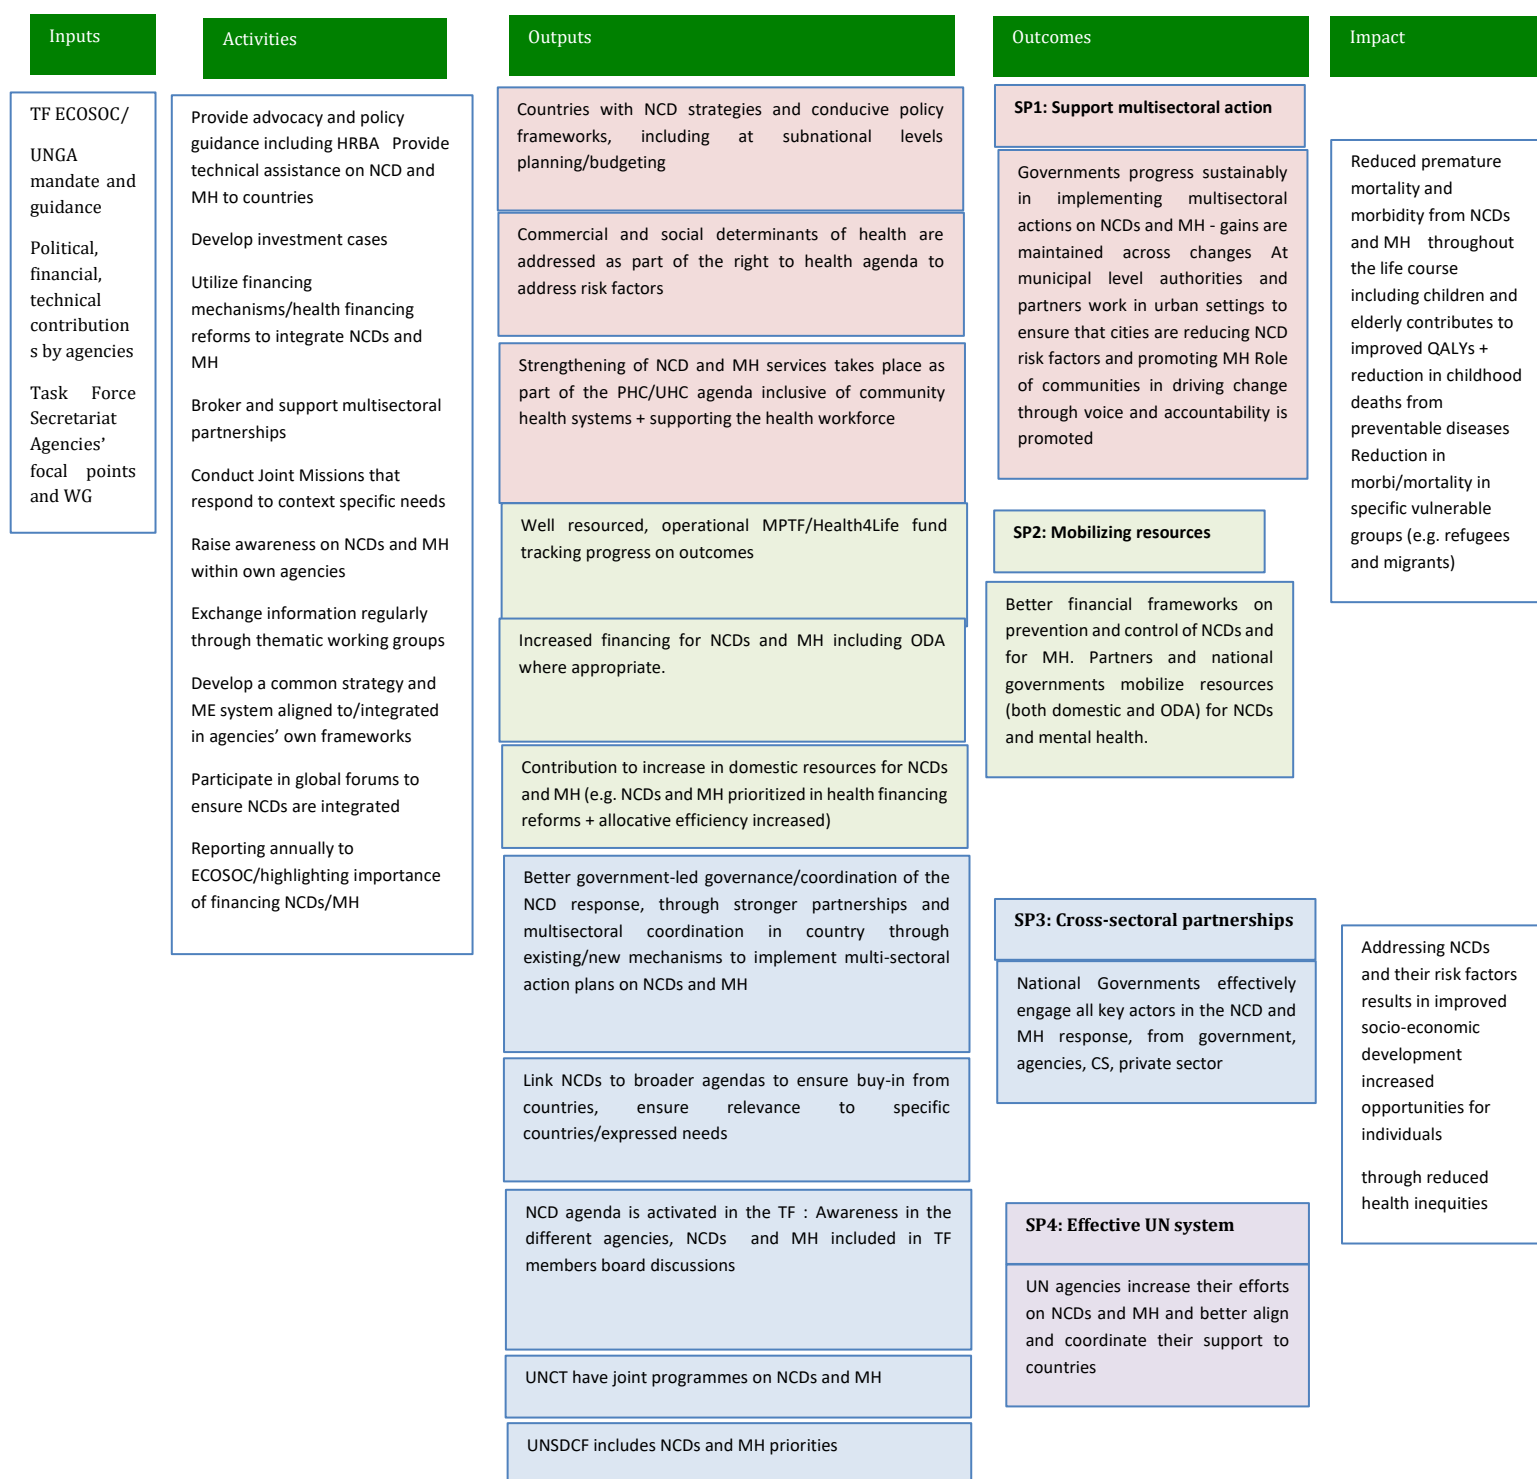 Inputs
TF ECOSOC/
UNGA
mandate and
guidance
Political,
financial,
technical
contribution
s by agencies
Task Force
Secretariat
Agencies’
focal points
and WG
Activities
Provide advocacy and policy
guidance including HRBA Provide
technical assistance on NCD and
MH to countries
Develop investment cases
Utilize financing
mechanisms/health financing
reforms to integrate NCDs and
MH
Broker and support multisectoral
partnerships
Conduct Joint Missions that
respond to context specific needs
Raise awareness on NCDs and MH
within own agencies
Exchange information regularly
through thematic working groups
Develop a common strategy and
ME system aligned to/integrated
in agencies’ own frameworks
Participate in global forums to
ensure NCDs are integrated
Reporting annually to
ECOSOC/highlighting importance
of financing NCDs/MH
Outputs
Countries with NCD strategies and conducive policy
frameworks, including at subnational levels
planning/budgeting
Commercial and social determinants of health are
addressed as part of the right to health agenda to
address risk factors
Strengthening of NCD and MH services takes place as
part of the PHC/UHC agenda inclusive of community
health systems + supporting the health workforce
Well resourced, operational MPTF/Health4Life fund
tracking progress on outcomes
Increased financing for NCDs and MH including ODA
where appropriate.
Contribution to increase in domestic resources for NCDs
and MH (e.g. NCDs and MH prioritized in health financing
reforms + allocative efficiency increased)
Better government-led governance/coordination of the
NCD response, through stronger partnerships and
multisectoral coordination in country through
existing/new mechanisms to implement multi-sectoral
action plans on NCDs and MH
Link NCDs to broader agendas to ensure buy-in from
countries, ensure relevance to specific
countries/expressed needs
NCD agenda is activated in the TF : Awareness in the
different agencies, NCDs and MH included in TF
members board discussions
UNCT have joint programmes on NCDs and MH
UNSDCF includes NCDs and MH priorities
Outcomes
SP1: Support multisectoral action
Governments progress sustainably
in implementing multisectoral
actions on NCDs and MH - gains are
maintained across changes At
municipal level authorities and
partners work in urban settings to
ensure that cities are reducing NCD
risk factors and promoting MH Role
of communities in driving change
through voice and accountability is
promoted
SP2: Mobilizing resources
Better financial frameworks on
prevention and control of NCDs and
for MH. Partners and national
governments mobilize resources
(both domestic and ODA) for NCDs
and mental health.
SP3: Cross-sectoral partnerships
National Governments effectively
engage all key actors in the NCD and
MH response, from government,
agencies, CS, private sector
SP4: Effective UN system
UN agencies increase their efforts
on NCDs and MH and better align
and coordinate their support to
countries
Impact
Reduced premature
mortality and
morbidity from NCDs
and MH throughout
the life course
including children and
elderly contributes to
improved QALYs +
reduction in childhood
deaths from
preventable diseases
Reduction in
morbi/mortality in
specific vulnerable
groups (e.g. refugees
and migrants)
Addressing NCDs
and their risk factors
results in improved
socio-economic
development
increased
opportunities for
individuals
through reduced
health inequities